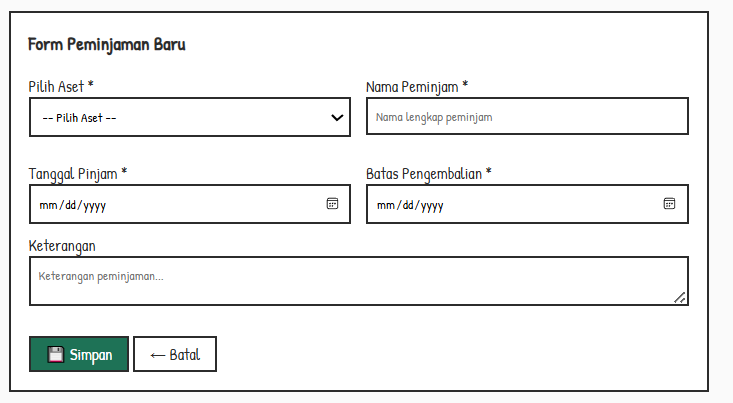 Form Peminjaman Baru
Pilih Aset * Nama Peminjam *
-- Pilih Aset -- Nama lengkap peminjam
Tanggal Pinjam * Batas Pengembalian *
mm/dd/yyyy mm/dd/yyyy
Keterangan
Keterangan peminjaman...
💾 Simpan ← Batal